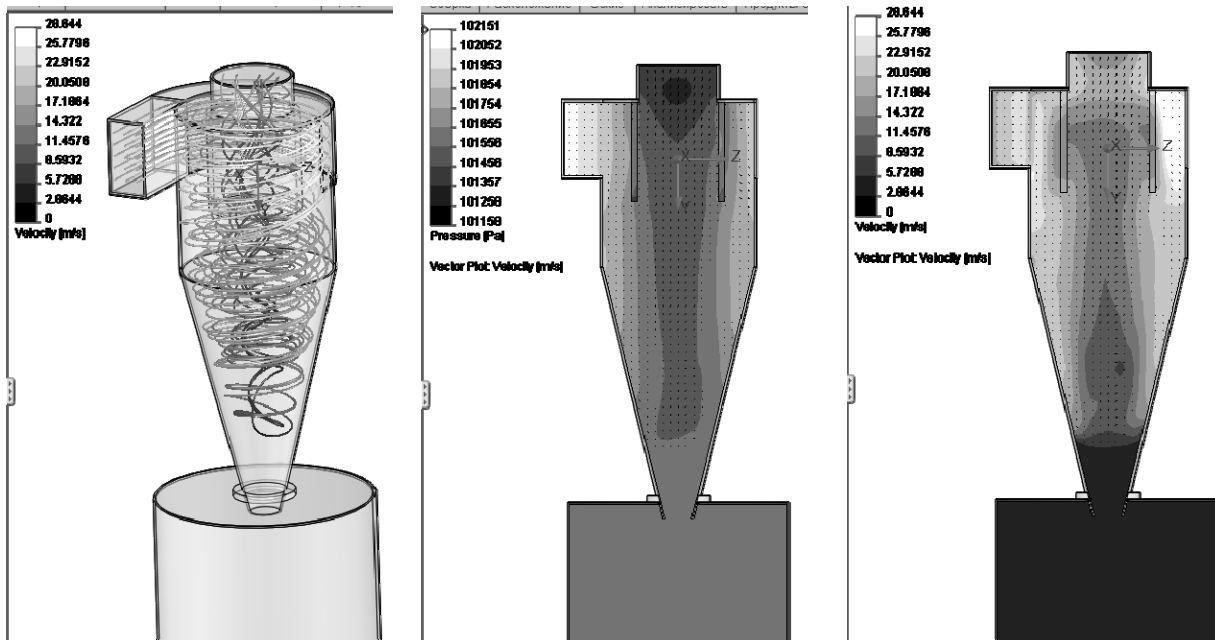 28.644
25.7796
22.9152
20.0508
17.1864
14.322
11.4576
8.5932
5.7288
2.8644
0
Velocity [m/s]
Z
Y
102151
102052
101953
101854
101754
101655
101556
101456
101357
101258
101158
Pressure [Pa]
Vector Plot: Velocity [m/s]
X
Z
Y
28.644
25.7796
22.9152
20.0508
17.1864
14.322
11.4576
8.5932
5.7288
2.8644
0
Velocity [m/s]
Vector Plot: Velocity [m/s]
X
Z
Y